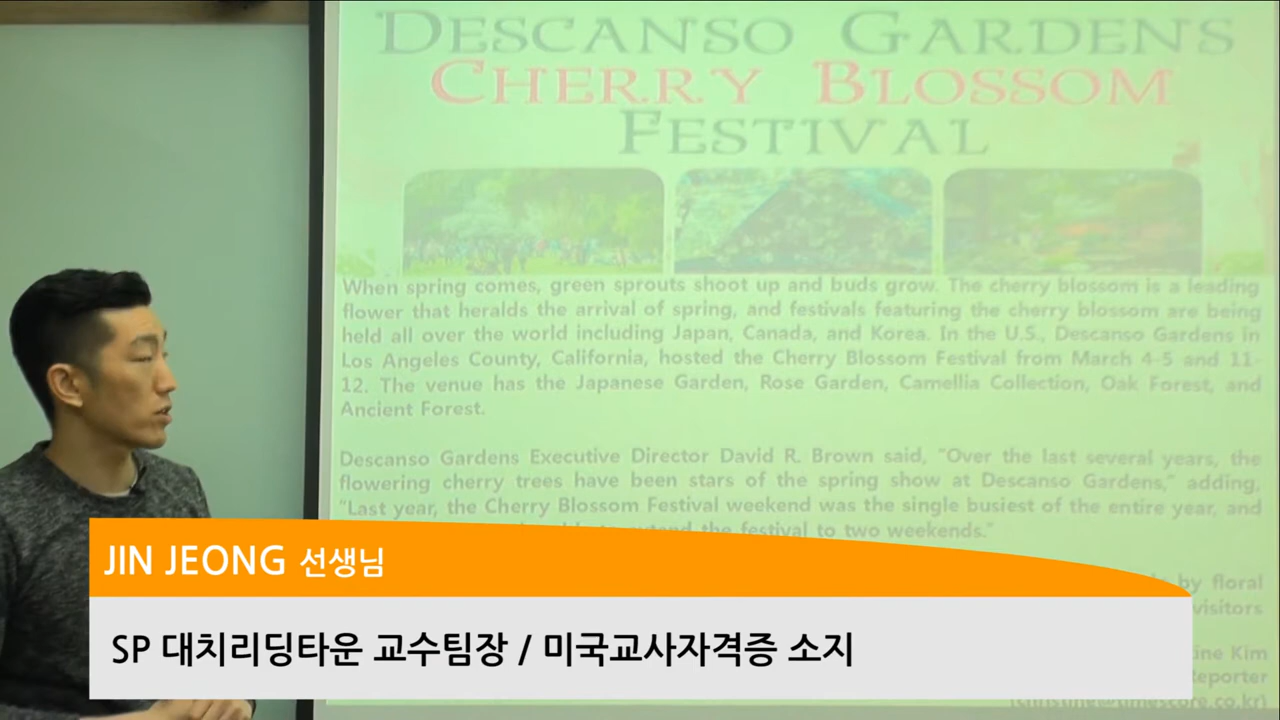 DESCANSO GARDENS
CHERRY BLOSSOM
FESTIVAL
When spring comes, green sprouts shoot up and buds grow. The cherry blossom is a leading
flower that heralds the arrival of spring, and festivals featuring the cherry blossom are being
held all over the world including Japan, Canada, and Korea. In the U.S., Descanso Gardens in
Los Angeles County, California, hosted the Cherry Blossom Festival from March 4-5 and 11-
12. The venue has the Japanese Garden, Rose Garden, Camellia Collection, Oak Forest, and
Ancient Forest.
Descanso Gardens Executive Director David R. Brown said, "Over the last several years, the
flowering cherry trees have been stars of the spring show at Descanso Gardens," adding,
"Last year, the Cherry Blossom Festival weekend was the single busiest of the entire year, and
the festival to two weekends."
by floral
visitors
Kim
Reporter
JIN JEONG 선생님
SP 대치리딩타운 교수팀장 / 미국교사자격증 소지